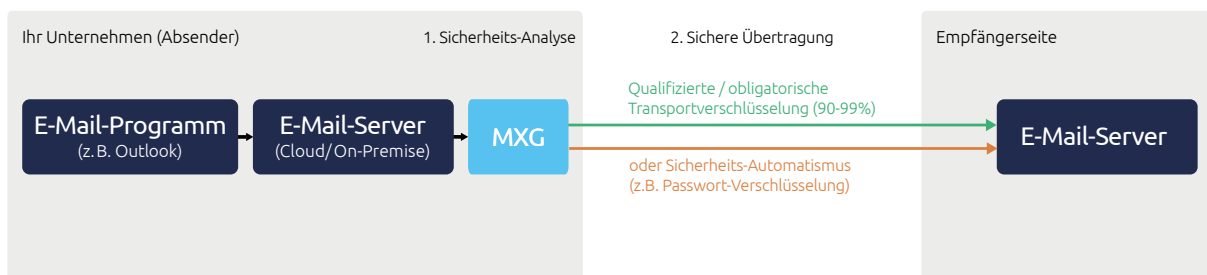 Ihr Unternehmen (Absender)
1. Sicherheits-Analyse
2. Sichere Übertragung
Empfängerseite
E-Mail-Programm
(z.B. Outlook)
E-Mail-Server
(Cloud/On-Premise)
MXG
Qualifizierte / obligatorische
Transportverschlüsselung (90-99%)
oder Sicherheits-Automatismus
(z.B. Passwort-Verschlüsselung)
E-Mail-Server